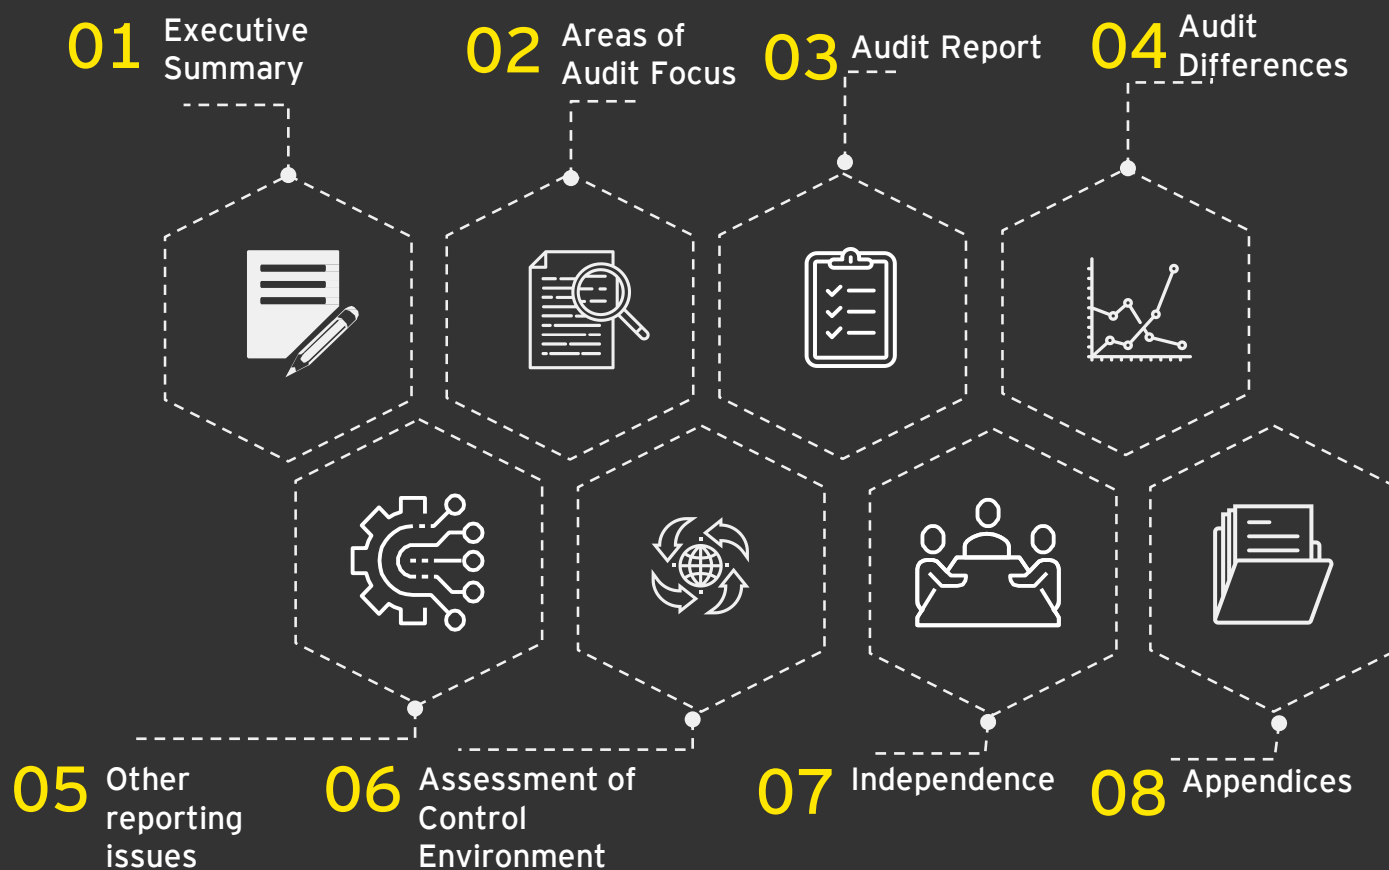 01 Executive
Summary
02 Areas of
Audit Focus
03 Audit Report
04 Audit
Differences
05 Other
reporting
issues
06 Assessment of
Control
Environment
07 Independence
08 Appendices